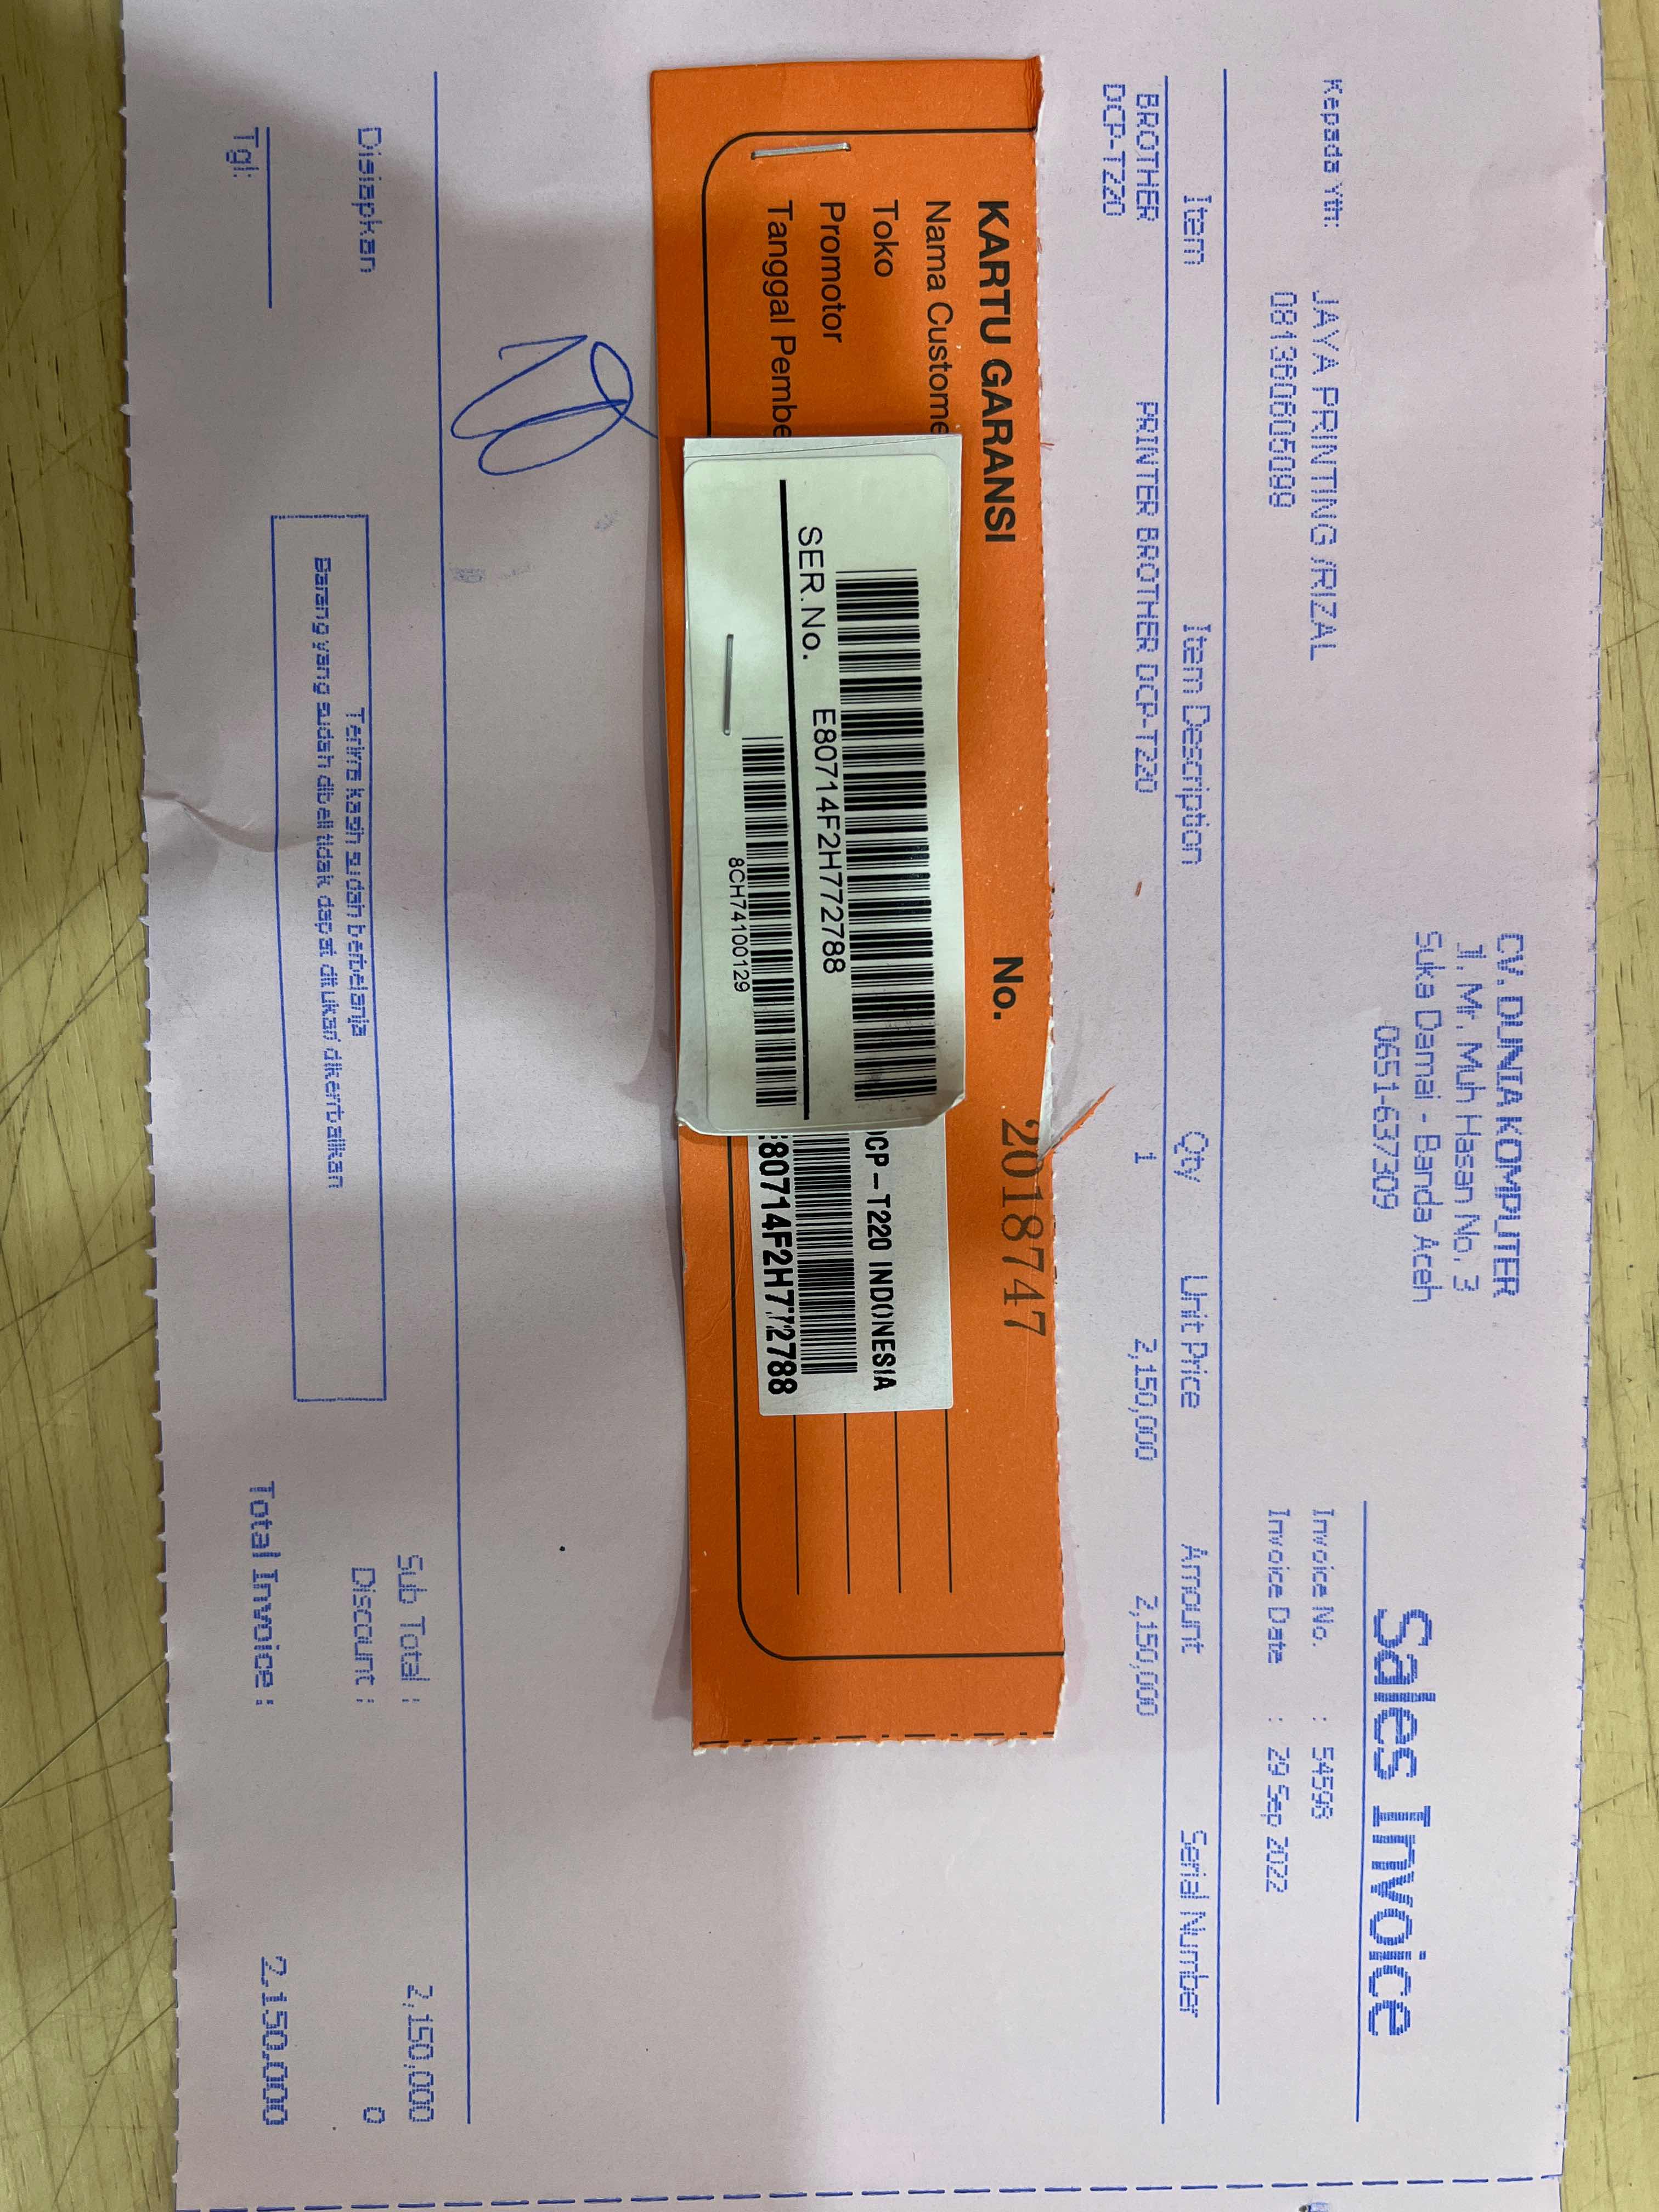 CV. DUNIA KOMPUTER
Jl. Mr. Muh Hasan No. 3
Suka Damai - Banda Aceh
0651-637309
Sales Invoice
Kepada Yth: JAYA PRINTING /RIZAL
081360605099
Invoice No. : 54598
Invoice Date : 29 Sep 2022
Item Item Description Qty Unit Price Amount Serial Number
BROTHER PRINTER BROTHER DCP-T220 1 2,150,000 2,150,000
DCP-T220
KARTU GARANSI No. 2018747
Nama Custome
Toko
Promotor
Tanggal Pembe
SER.No. E80714F2H772788
8CH74100129
CP-T220 INDONESIA
80714F2H772788
Sub Total : 2,150,000
Disiapkan
Discount : 0
Tgl:
Terima kasih sudah berbelanja
Barang yang sudah dibeli tidak dapat ditukar/ dikembalikan
Total Invoice : 2,150,000